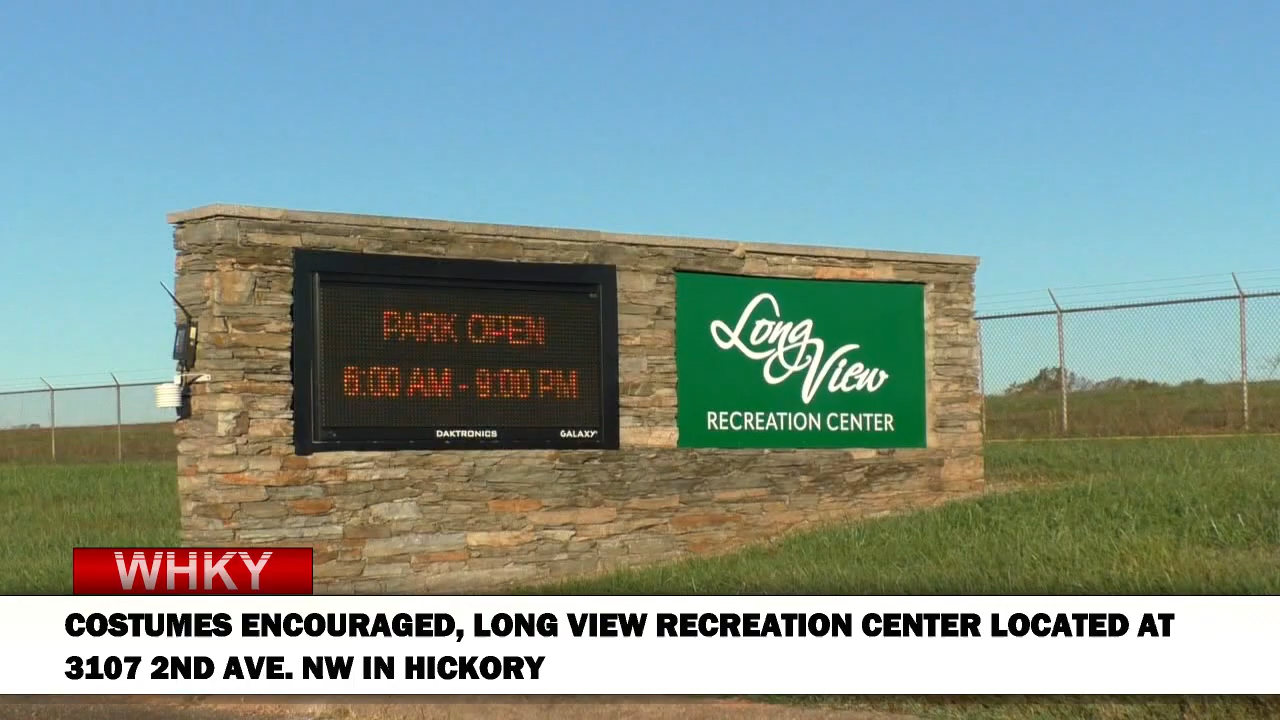 PARK OPEN
8:00 AM - 9:00 PM
DAKTRONICS
GALAXY
Long View
RECREATION CENTER
WHKY
COSTUMES ENCOURAGED, LONG VIEW RECREATION CENTER LOCATED AT
3107 2ND AVE. NW IN HICKORY